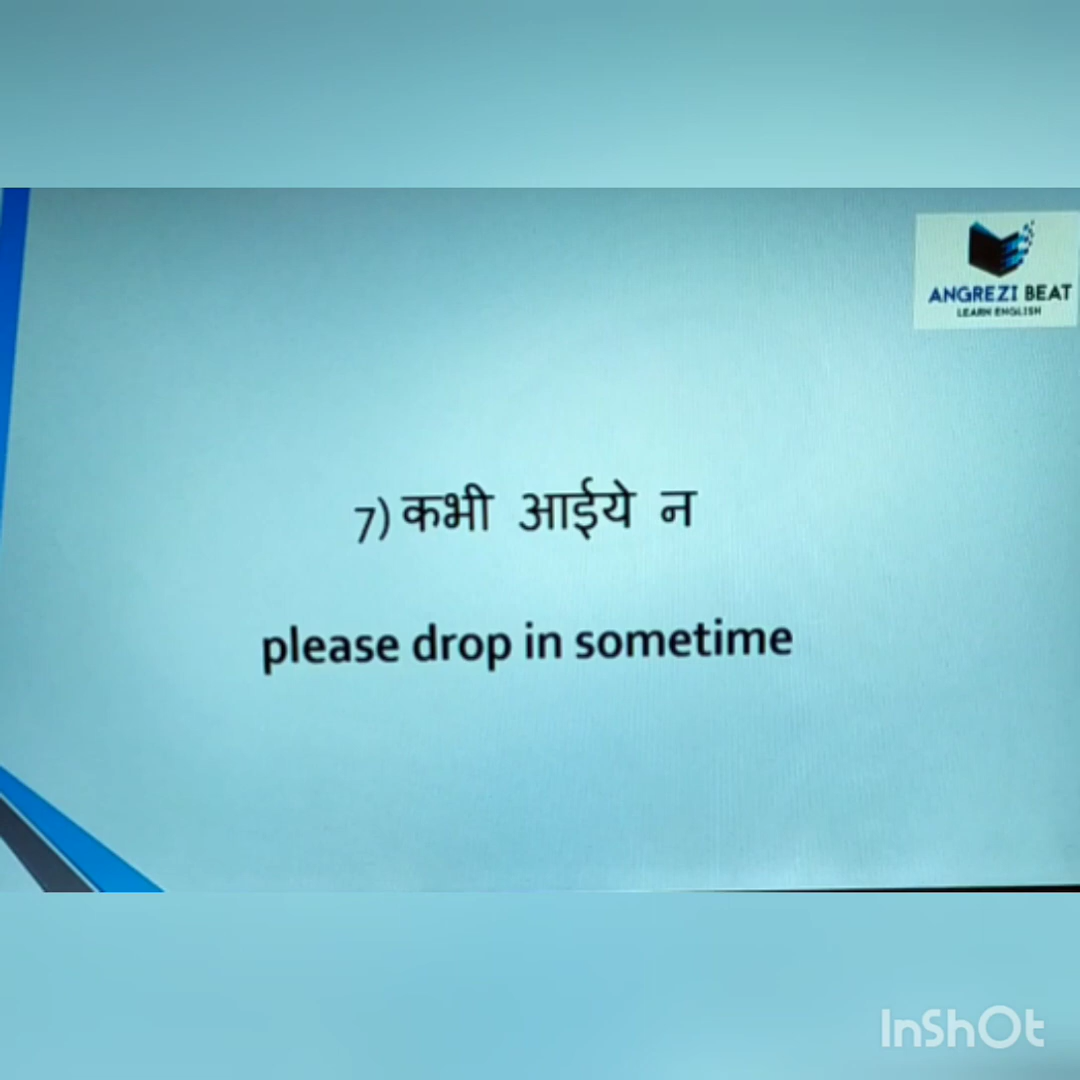 ANGREZI BEAT
LEARN ENGLISH
7) कभी आईये न
please drop in sometime
InShOt